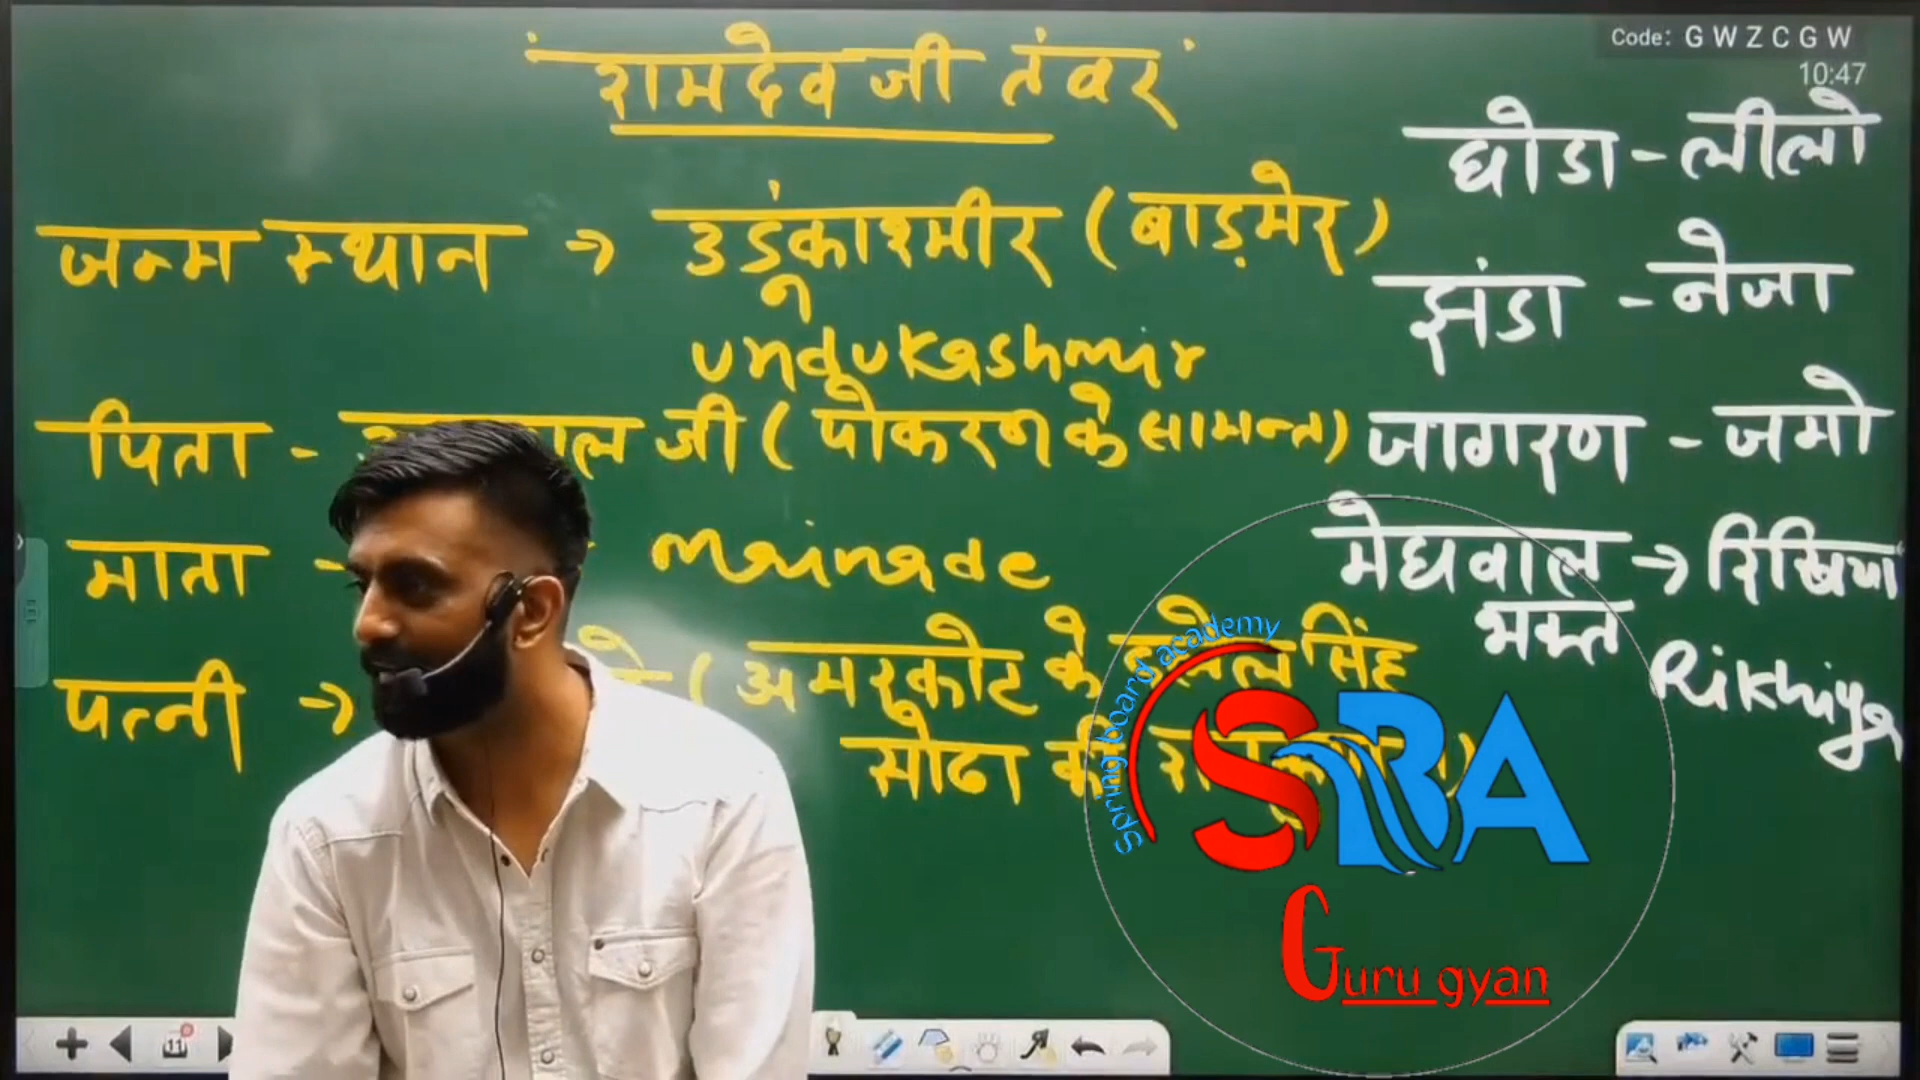 Code: GWZCGW
10:47
रामदेव जी तंवर
जन्म स्थान → उडूंकाश्मीर (बाड़मेर)
undukashmir
पिता - जी (पोकरण के सामन्त)
माता - mainade
पत्नी → (अमरकोट के सिंह
सोढा की
घोडा - लीलो
झंडा - नेजा
जागरण - जमो
मेघवाल → रिखिया
भक्त
Rikhiya
Spring board academy
SBA
Guru gyan
11